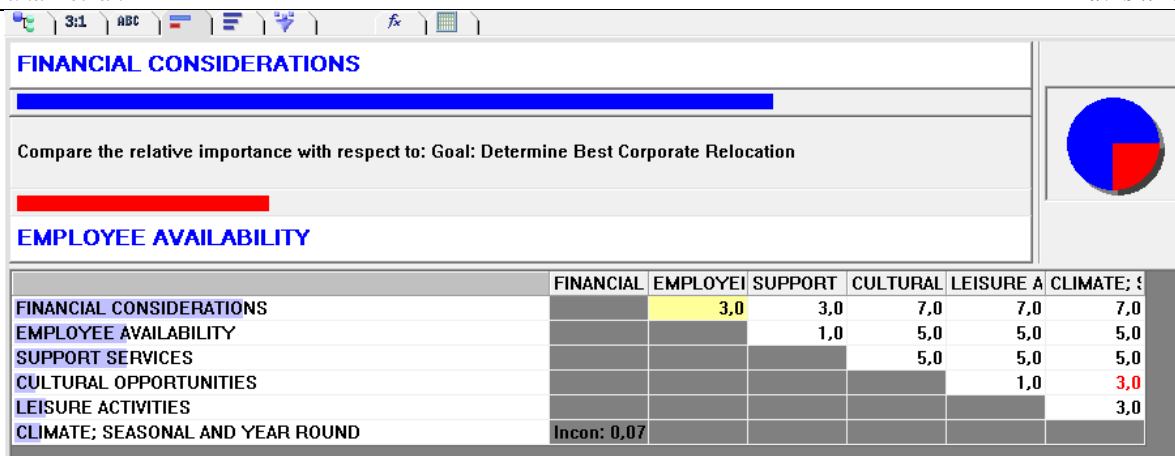 3:1 ABC fx
FINANCIAL CONSIDERATIONS
Compare the relative importance with respect to: Goal: Determine Best Corporate Relocation
EMPLOYEE AVAILABILITY
FINANCIAL EMPLOYEI SUPPORT CULTURAL LEISURE A CLIMATE; S
FINANCIAL CONSIDERATIONS 3,0 3,0 7,0 7,0 7,0
EMPLOYEE AVAILABILITY 1,0 5,0 5,0 5,0
SUPPORT SERVICES 5,0 5,0 5,0
CULTURAL OPPORTUNITIES 1,0 3,0
LEISURE ACTIVITIES 3,0
CLIMATE; SEASONAL AND YEAR ROUND Incon: 0,07